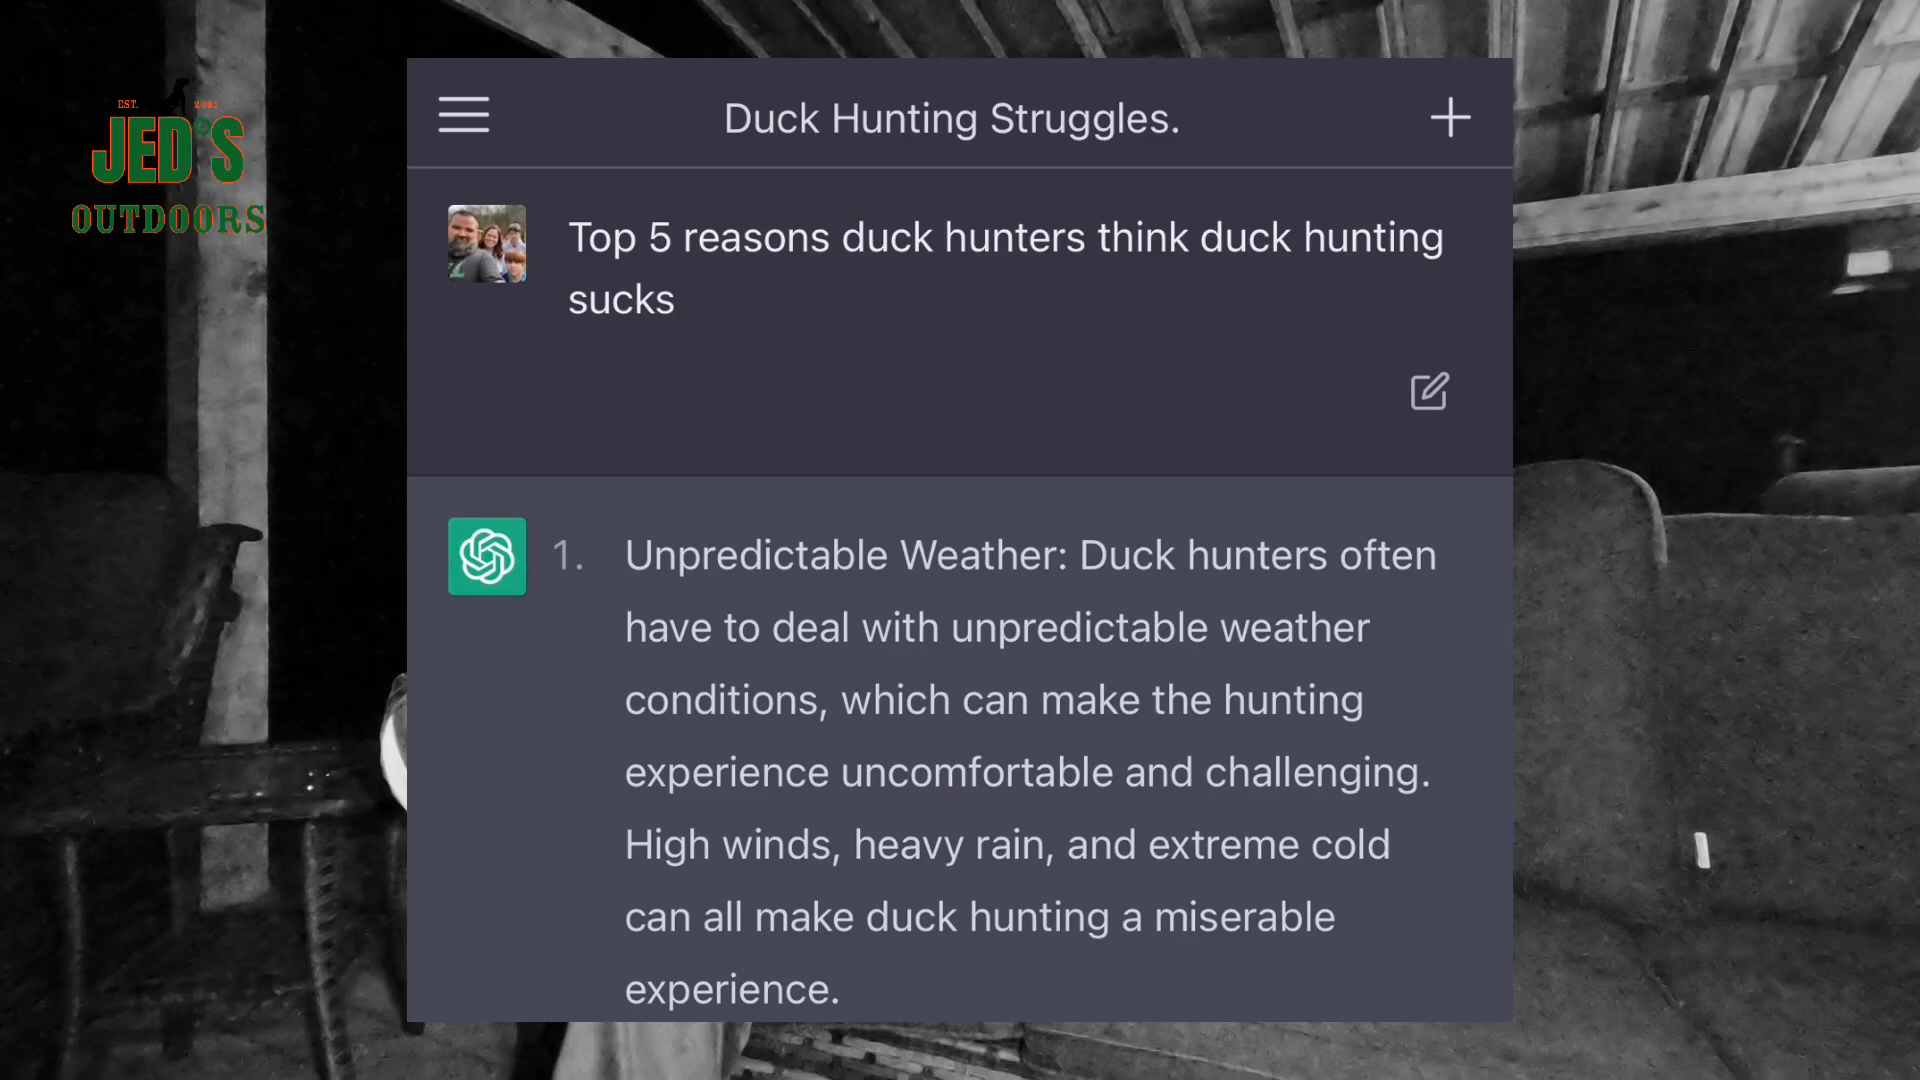 EST. 2005
JED'S
OUTDOORS
Duck Hunting Struggles.
Top 5 reasons duck hunters think duck hunting
sucks
1. Unpredictable Weather: Duck hunters often
have to deal with unpredictable weather
conditions, which can make the hunting
experience uncomfortable and challenging.
High winds, heavy rain, and extreme cold
can all make duck hunting a miserable
experience.